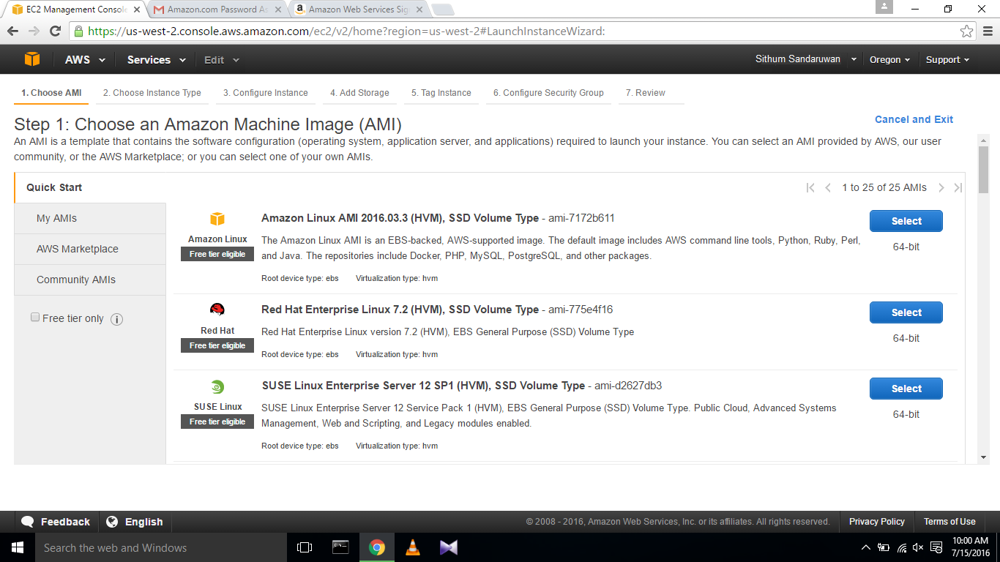 EC2 Management Console
Amazon.com Password As
Amazon Web Services Sig
https://us-west-2.console.aws.amazon.com/ec2/v2/home?region=us-west-2#LaunchInstanceWizard:
AWS Services Edit Sithum Sandaruwan Oregon Support
1. Choose AMI 2. Choose Instance Type 3. Configure Instance 4. Add Storage 5. Tag Instance 6. Configure Security Group 7. Review
Step 1: Choose an Amazon Machine Image (AMI)
Cancel and Exit
An AMI is a template that contains the software configuration (operating system, application server, and applications) required to launch your instance. You can select an AMI provided by AWS, our user
community, or the AWS Marketplace; or you can select one of your own AMIs.
Quick Start
My AMIs
AWS Marketplace
Community AMIs
Free tier only
1 to 25 of 25 AMIs
Amazon Linux
Free tier eligible
Amazon Linux AMI 2016.03.3 (HVM), SSD Volume Type - ami-7172b611
The Amazon Linux AMI is an EBS-backed, AWS-supported image. The default image includes AWS command line tools, Python, Ruby, Perl,
and Java. The repositories include Docker, PHP, MySQL, PostgreSQL, and other packages.
Root device type: ebs Virtualization type: hvm
Select
64-bit
Red Hat
Free tier eligible
Red Hat Enterprise Linux 7.2 (HVM), SSD Volume Type - ami-775e4f16
Red Hat Enterprise Linux version 7.2 (HVM), EBS General Purpose (SSD) Volume Type
Root device type: ebs Virtualization type: hvm
Select
64-bit
SUSE Linux
Free tier eligible
SUSE Linux Enterprise Server 12 SP1 (HVM), SSD Volume Type - ami-d2627db3
SUSE Linux Enterprise Server 12 Service Pack 1 (HVM), EBS General Purpose (SSD) Volume Type. Public Cloud, Advanced Systems
Management, Web and Scripting, and Legacy modules enabled.
Root device type: ebs Virtualization type: hvm
Select
64-bit
Feedback English © 2008 - 2016, Amazon Web Services, Inc. or its affiliates. All rights reserved. Privacy Policy Terms of Use
Search the web and Windows
10:00 AM
7/15/2016